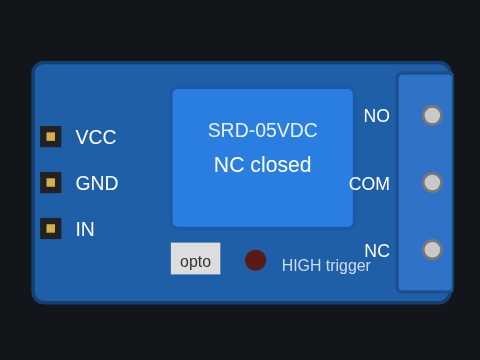 VCC
GND
IN
SRD-05VDC
NC closed
opto
HIGH trigger
NO
COM
NC